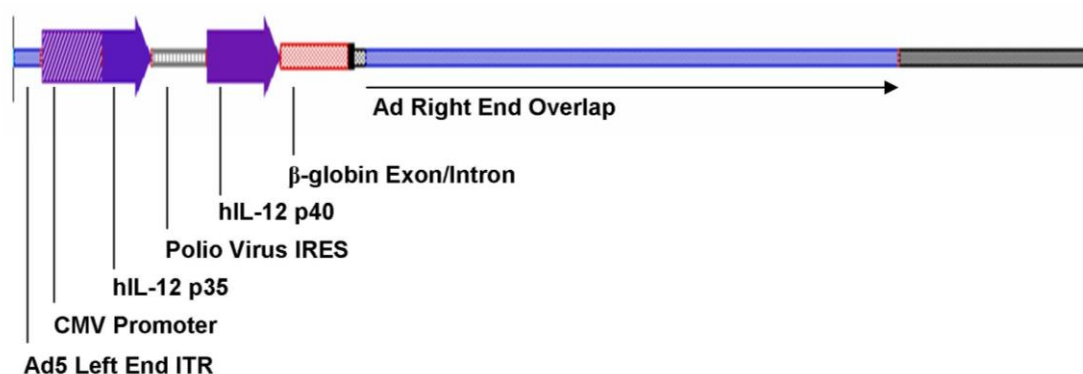 Ad Right End Overlap
β-globin Exon/Intron
hIL-12 p40
Polio Virus IRES
hIL-12 p35
CMV Promoter
Ad5 Left End ITR